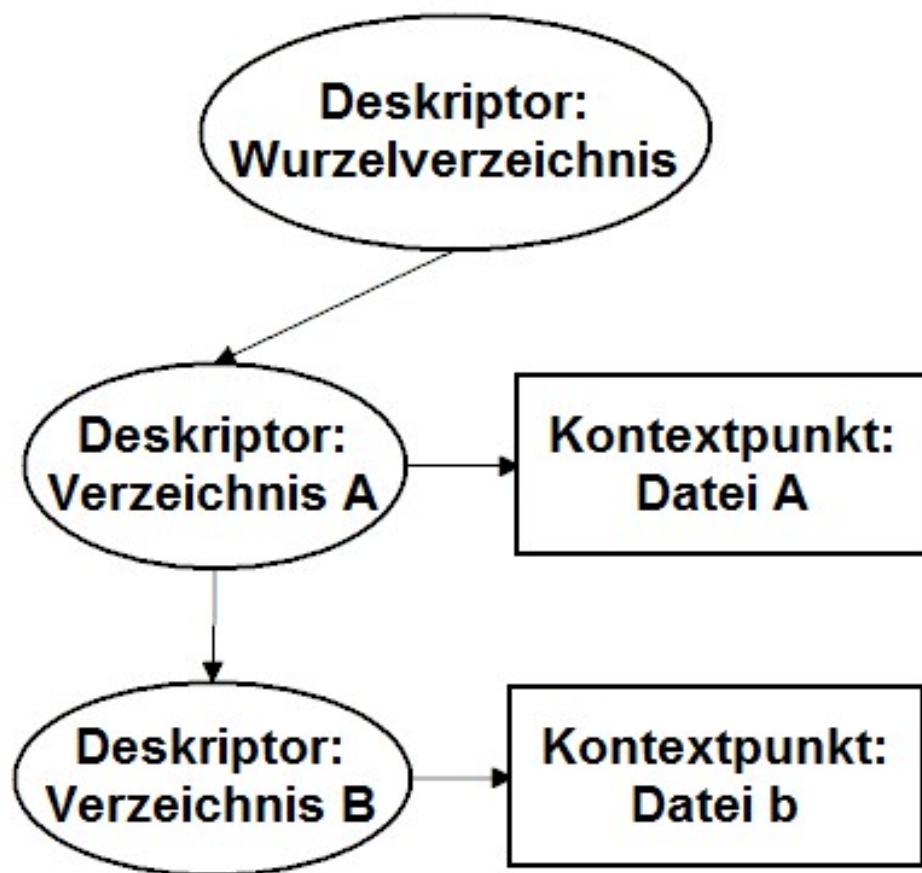 Deskriptor:
Wurzelverzeichnis
Deskriptor:
Verzeichnis A
Kontextpunkt:
Datei A
Deskriptor:
Verzeichnis B
Kontextpunkt:
Datei b